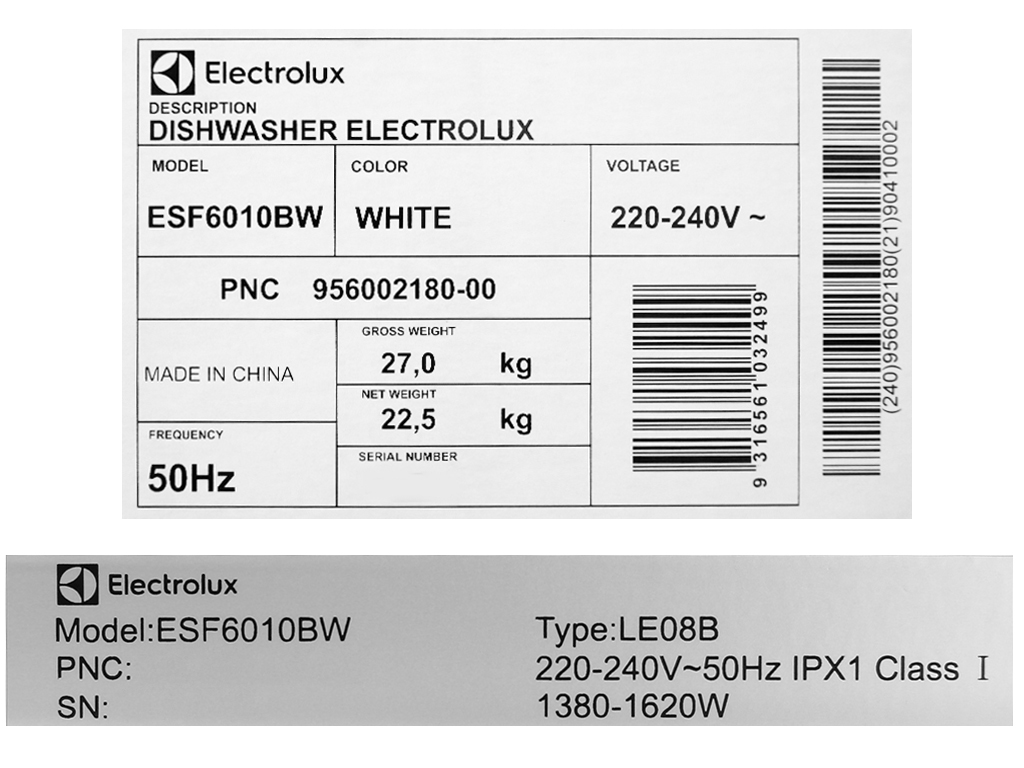 Electrolux
DESCRIPTION
DISHWASHER ELECTROLUX
MODEL
ESF6010BW
COLOR
WHITE
VOLTAGE
220-240V ~
PNC 956002180-00
MADE IN CHINA
FREQUENCY
50Hz
GROSS WEIGHT
27,0 kg
NET WEIGHT
22,5 kg
SERIAL NUMBER
9 316561 032499
(240)956002180(21)90410002
Electrolux
Model:ESF6010BW
PNC:
SN:
Type:LE08B
220-240V~50Hz IPX1 Class I
1380-1620W